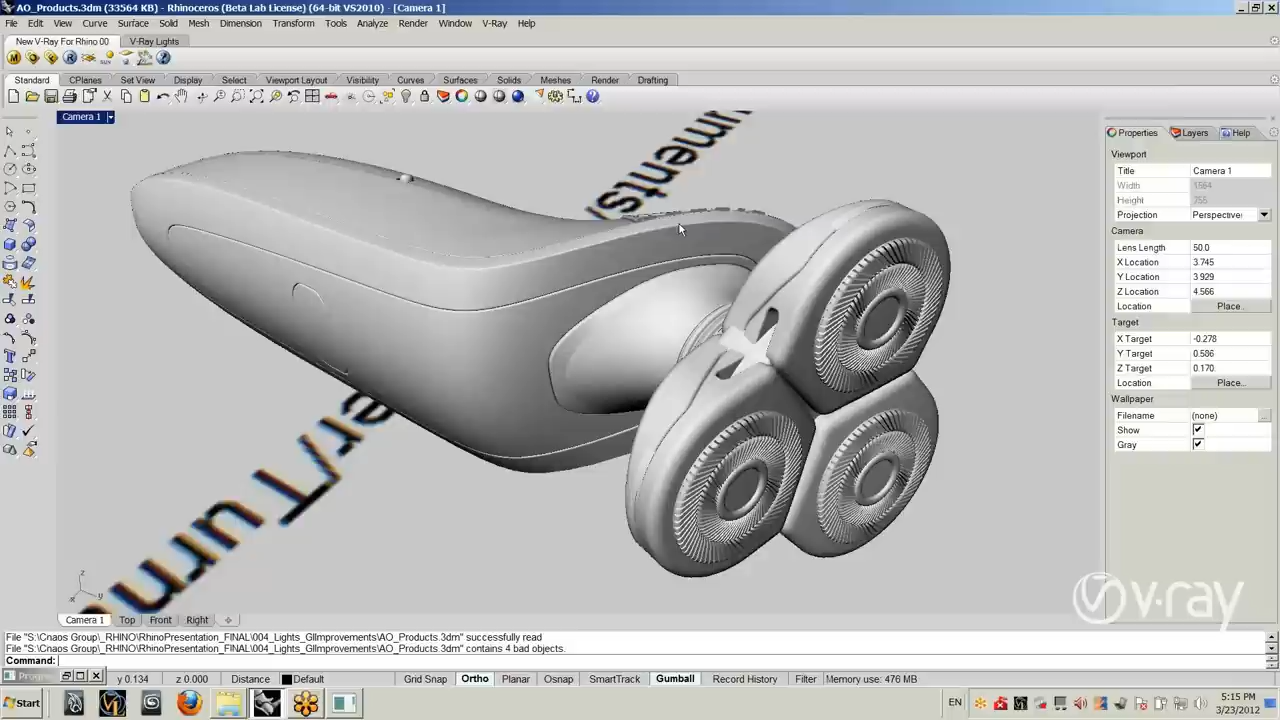 AO_Products.3dm (33564 KB) - Rhinoceros (Beta Lab License) (64-bit VS2010) - [Camera 1]
File Edit View Curve Surface Solid Mesh Dimension Transform Tools Analyze Render Window V-Ray Help
New V-Ray For Rhino 00 V-Ray Lights
Standard CPlanes Set View Display Select Viewport Layout Visibility Curves Surfaces Solids Meshes Render Drafting
Camera 1
Properties Layers Help
Viewport
Title Camera 1
Width 1564
Height 755
Projection Perspective
Camera
Lens Length 50.0
X Location 3.745
Y Location 3.929
Z Location 4.566
Location Place...
Target
X Target -0.278
Y Target 0.586
Z Target 0.170
Location Place...
Wallpaper
Filename (none)
Show
Gray
uments/
er/T
urm
z
x y
v·ray
Camera 1 Top Front Right
File "S:\Cnaos Group\_RHINO\RhinoPresentation_FINAL\004_Lights_GIImprovements\AO_Products.3dm" successfully read
File "S:\Cnaos Group\_RHINO\RhinoPresentation_FINAL\004_Lights_GIImprovements\AO_Products.3dm" contains 4 bad objects.
Command:
y 0.134 z 0.000 Distance Default Grid Snap Ortho Planar Osnap SmartTrack Gumball Record History Filter Memory use: 476 MB
Start EN 5:15 PM
3/23/2012